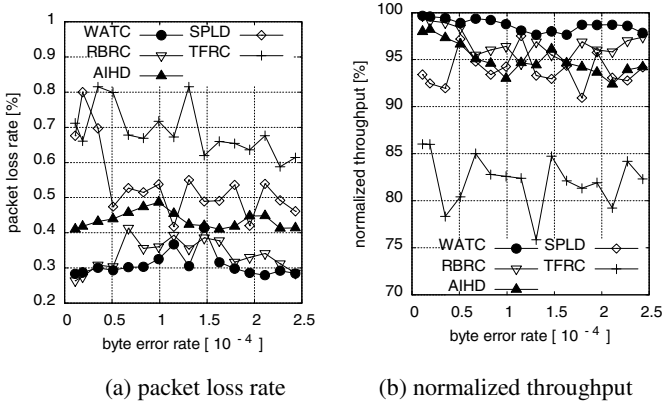 1
0.9
0.8
0.7
0.6
0.5
0.4
0.3
0.2
packet loss rate [%]
WATC
RBRC
AIHD
SPLD
TFRC
0 0.5 1 1.5 2 2.5
byte error rate [ 10 -4 ]
(a) packet loss rate
100
95
90
85
80
75
70
normalized throughput [%]
WATC
RBRC
AIHD
SPLD
TFRC
0 0.5 1 1.5 2 2.5
byte error rate [ 10 -4 ]
(b) normalized throughput